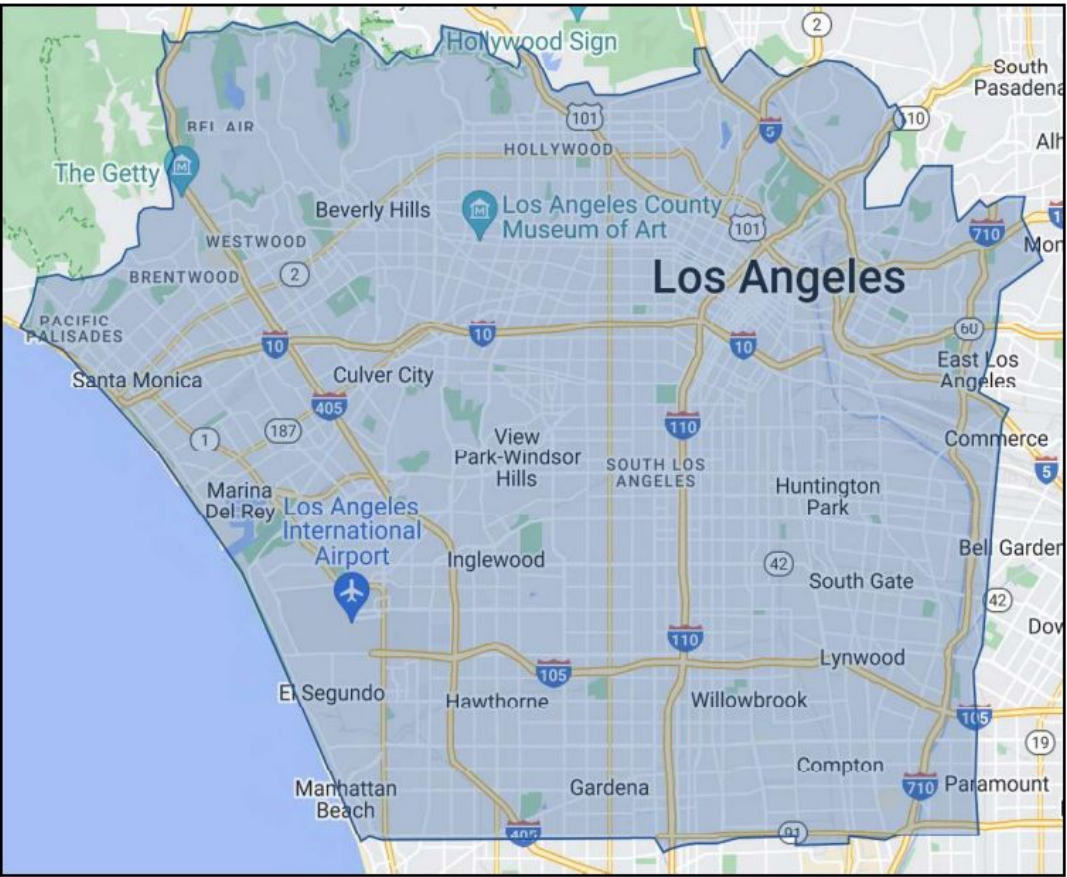 Hollywood Sign
2
South
Pasadena
101
110
5
BEL AIR
HOLLYWOOD
The Getty
Beverly Hills
Los Angeles County
Museum of Art
101
710
WESTWOOD
2
BRENTWOOD
Los Angeles
PACIFIC
PALISADES
10
10
10
60
Santa Monica
Culver City
East Los
Angeles
405
1
187
110
View
Park-Windsor
Hills
SOUTH LOS
ANGELES
Commerce
5
Marina
Del Rey
Los Angeles
International
Airport
Huntington
Park
Inglewood
42
South Gate
Bell Garden
42
110
Lynwood
El Segundo
105
Hawthorne
Willowbrook
105
19
Manhattan
Beach
Gardena
Compton
710
Paramount
405
91